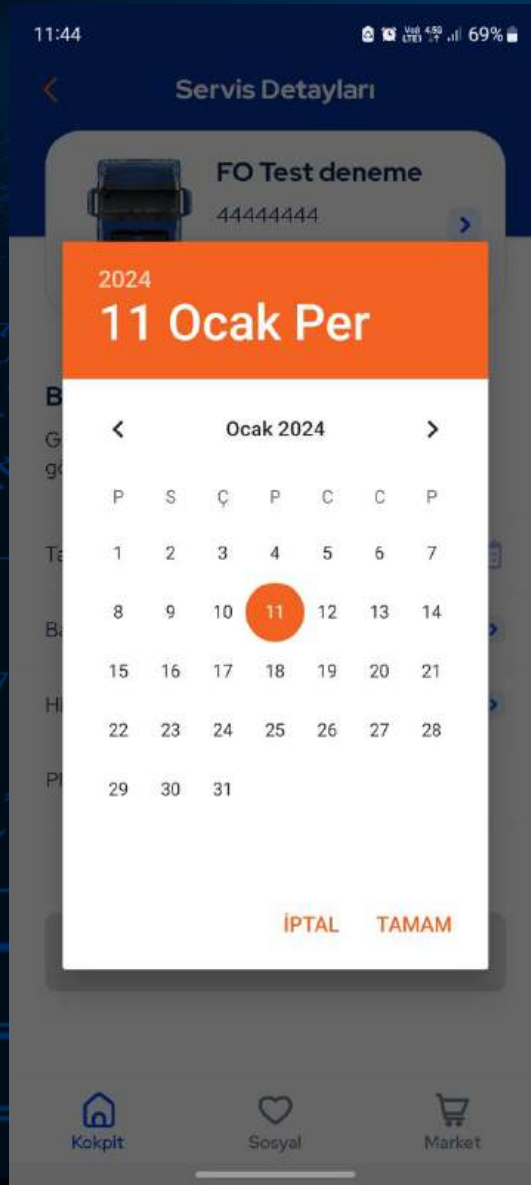 11:44
69%
Servis Detayları
FO Test deneme
44444444
2024
11 Ocak Per
Ocak 2024
P S Ç P C C P
1 2 3 4 5 6 7
8 9 10 11 12 13 14
15 16 17 18 19 20 21
22 23 24 25 26 27 28
29 30 31
İPTAL TAMAM
Kokpit Sosyal Market